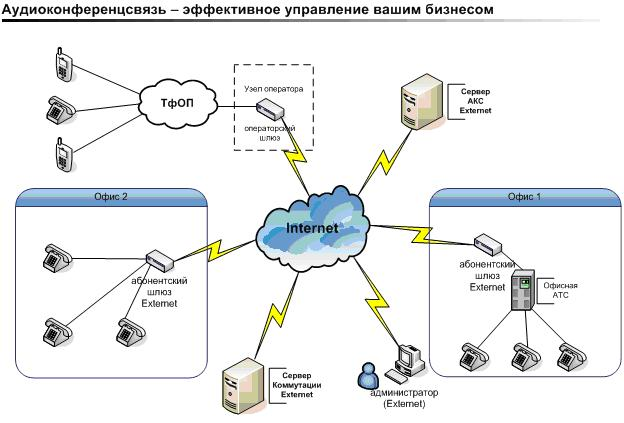 Аудиоконференцсвязь – эффективное управление вашим бизнесом
ТфОП
Узел оператора
операторский
шлюз
Сервер
АКС
Externet
Офис 2
Internet
Офис 1
абонентский
шлюз
Externet
абонентский
шлюз
Externet
Офисная
АТС
Сервер
Коммутации
Externet
администратор
(Externet)